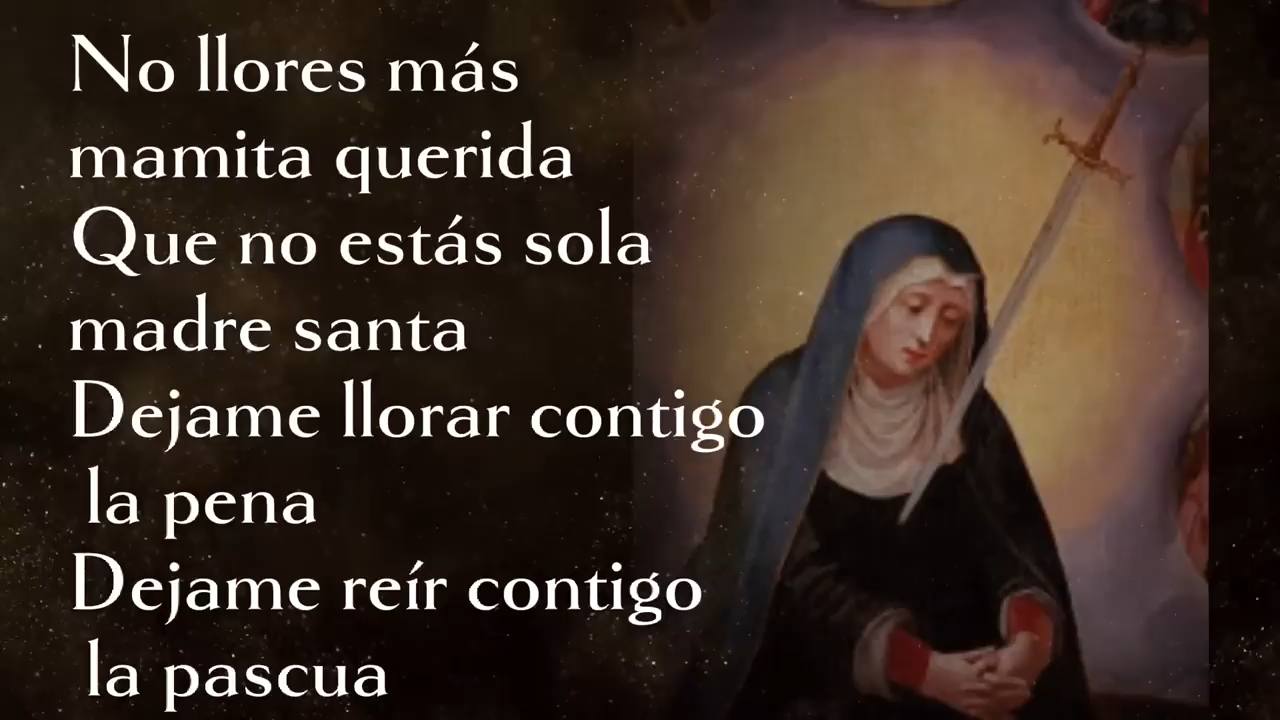 No llores más
mamita querida
Que no estás sola
madre santa
Dejame llorar contigo
la pena
Dejame reír contigo
la pascua